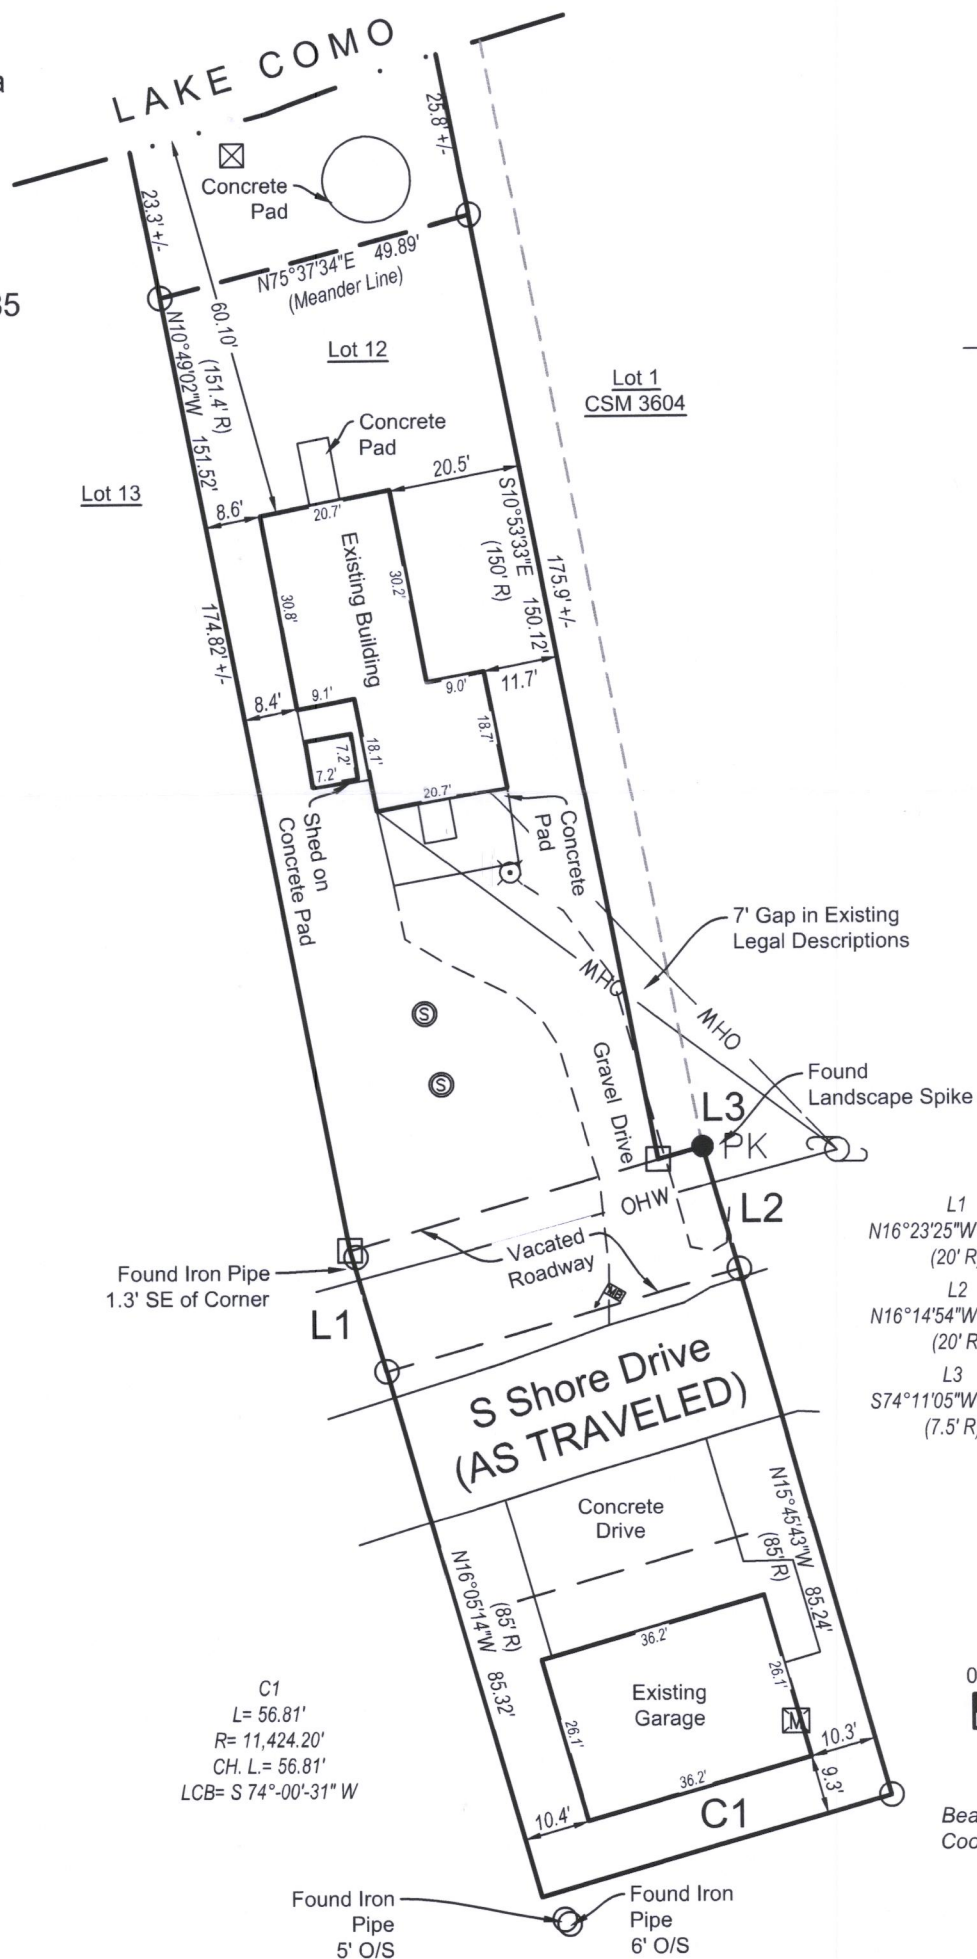 a
LAKE COMO
25.8' +/-
Concrete
Pad
23.3' +/-
N75°37'34"E 49.89'
(Meander Line)
35
60.10'
N10°49'02"W 151.52'
(151.4' R)
Lot 12
Lot 1
CSM 3604
Concrete
Pad
20.5'
Lot 13
8.6'
20.7'
S10°53'33"E 150.12'
(150' R)
175.9' +/-
Existing Building
30.2'
30.8'
174.82' +/-
9.0'
11.7'
9.1'
8.4'
18.7'
18.1'
7.2'
7.2'
20.7'
Shed on
Concrete Pad
Concrete
Pad
7' Gap in Existing
Legal Descriptions
OHW
OHW
S
S
Gravel Drive
Found
Landscape Spike
L3
PK
OHW
L2
Vacated
Roadway
Found Iron Pipe
1.3' SE of Corner
MB
L1
L1
N16°23'25"W
(20' R)
L2
N16°14'54"W
(20' R
L3
S74°11'05"W
(7.5' R)
S Shore Drive
(AS TRAVELED)
Concrete
Drive
N15°45'43"W 85.24'
(85' R)
N16°05'14"W 85.32'
(85' R)
36.2'
26.1'
Existing
Garage
M
26.1'
10.3'
36.2'
9.3'
10.4'
C1
C1
L= 56.81'
R= 11,424.20'
CH. L.= 56.81'
LCB= S 74°-00'-31" W
0
Bea
Coo
Found Iron
Pipe
5' O/S
Found Iron
Pipe
6' O/S